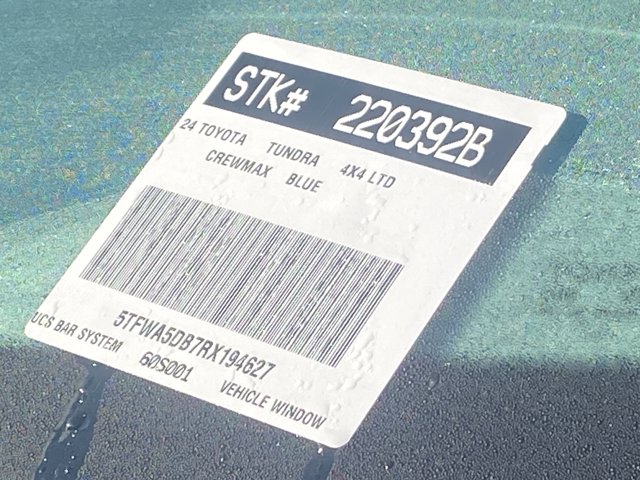 STK# 220392B
24 TOYOTA TUNDRA 4X4 LTD
CREWMAX BLUE
5TFWA5DB7RX194627
UCS BAR SYSTEM 60S001 VEHICLE WINDOW